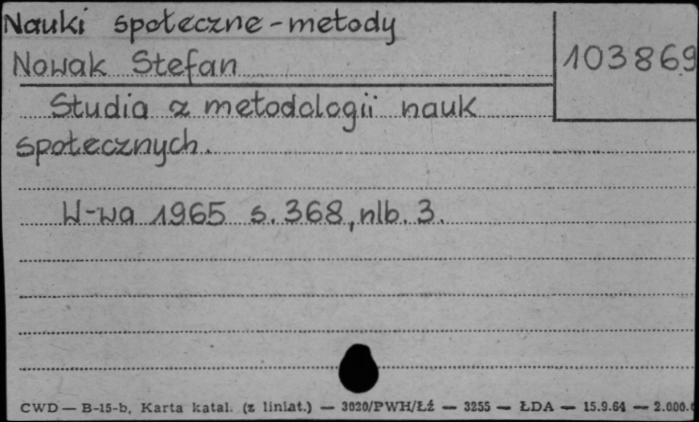 Nauki społeczne - metody
Nowak Stefan
103869
Studia z metodologii nauk
społecznych.
W-wa 1965 s. 368, nlb. 3.
CWD — B-15-b, Karta katal. (z liniat.) — 3020/PWH/Łź — 3255 — ŁDA — 15.9.64 — 2.000.